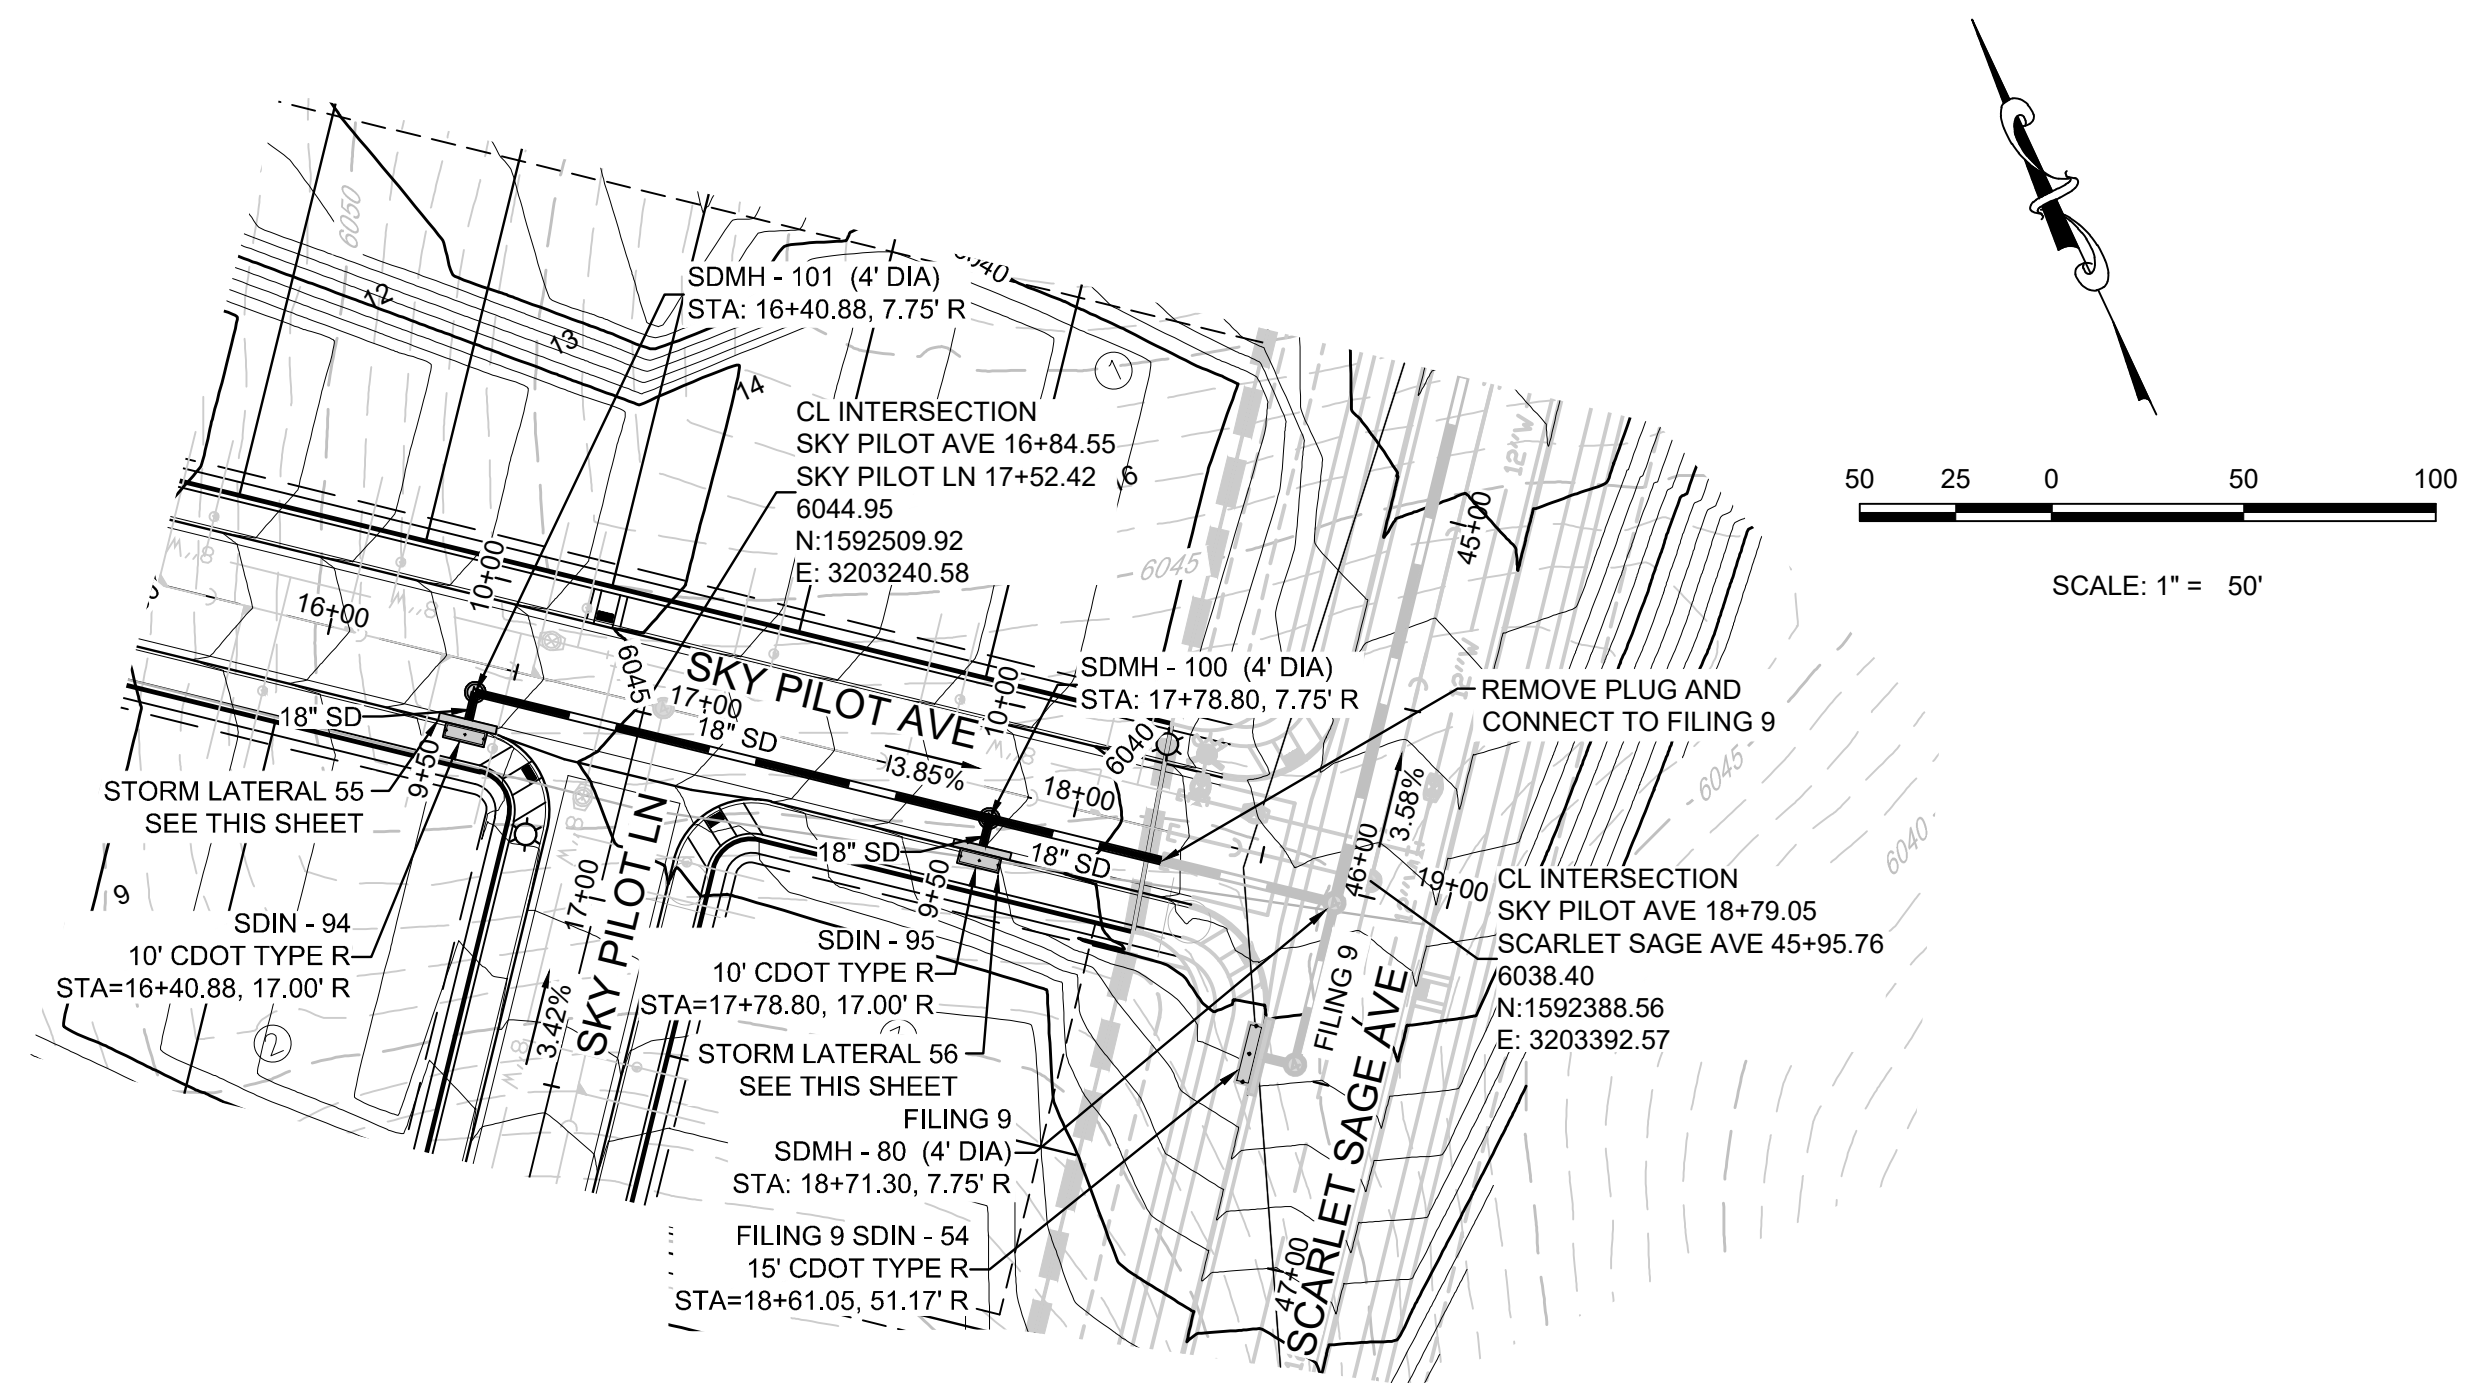 6050
SDMH - 101 (4' DIA)
STA: 16+40.88, 7.75' R
12
13
14
1
CL INTERSECTION
SKY PILOT AVE 16+84.55
SKY PILOT LN 17+52.42
6044.95
N:1592509.92
E: 3203240.58
6045
12"W
45+00
50 25 0 50 100
SCALE: 1" = 50'
8"W
16+00
10+00
8"W
6045
SKY PILOT AVE
17+00
18" SD
3.85%
10+00
SDMH - 100 (4' DIA)
STA: 17+78.80, 7.75' R
6040
18+00
12"W
REMOVE PLUG AND
CONNECT TO FILING 9
6045
6040
3.58%
46+00
19+00
18" SD
9+50
STORM LATERAL 55
SEE THIS SHEET
9
SDIN - 94
10' CDOT TYPE R
STA=16+40.88, 17.00' R
2
3.42%
17+00
SKY PILOT LN
8"W
18" SD
9+50
18" SD
SDIN - 95
10' CDOT TYPE R
STA=17+78.80, 17.00' R
STORM LATERAL 56
SEE THIS SHEET
FILING 9
SDMH - 80 (4' DIA)
STA: 18+71.30, 7.75' R
FILING 9 SDIN - 54
15' CDOT TYPE R
STA=18+61.05, 51.17' R
FILING 9
SCARLET SAGE AVE
47+00
CL INTERSECTION
SKY PILOT AVE 18+79.05
SCARLET SAGE AVE 45+95.76
6038.40
N:1592388.56
E: 3203392.57